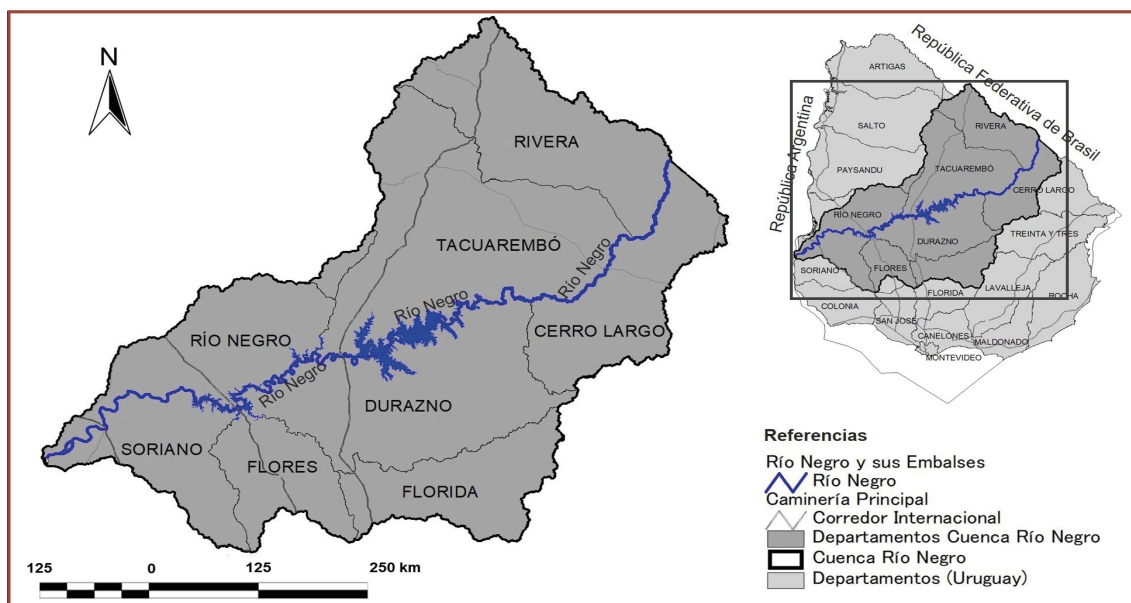 N
RIVERA
TACUAREMBÓ
Río Negro
Río Negro
CERRO LARGO
RÍO NEGRO
Río Negro
DURAZNO
SORIANO
FLORES
FLORIDA
125 0 125 250 km
República Argentina
República Federativa de Brasil
ARTIGAS
SALTO
RIVERA
PAYSANDU
TACUAREMBÓ
CERRO LARGO
RÍO NEGRO
TREINTA Y TRES
DURAZNO
SORIANO
FLORES
FLORIDA
LAVALLEJA
ROCHA
COLONIA
SAN JOSE
CANELONES
MALDONADO
MONTEVIDEO
Referencias
Río Negro y sus Embalses
Río Negro
Caminería Principal
Corredor Internacional
Departamentos Cuenca Río Negro
Cuenca Río Negro
Departamentos (Uruguay)